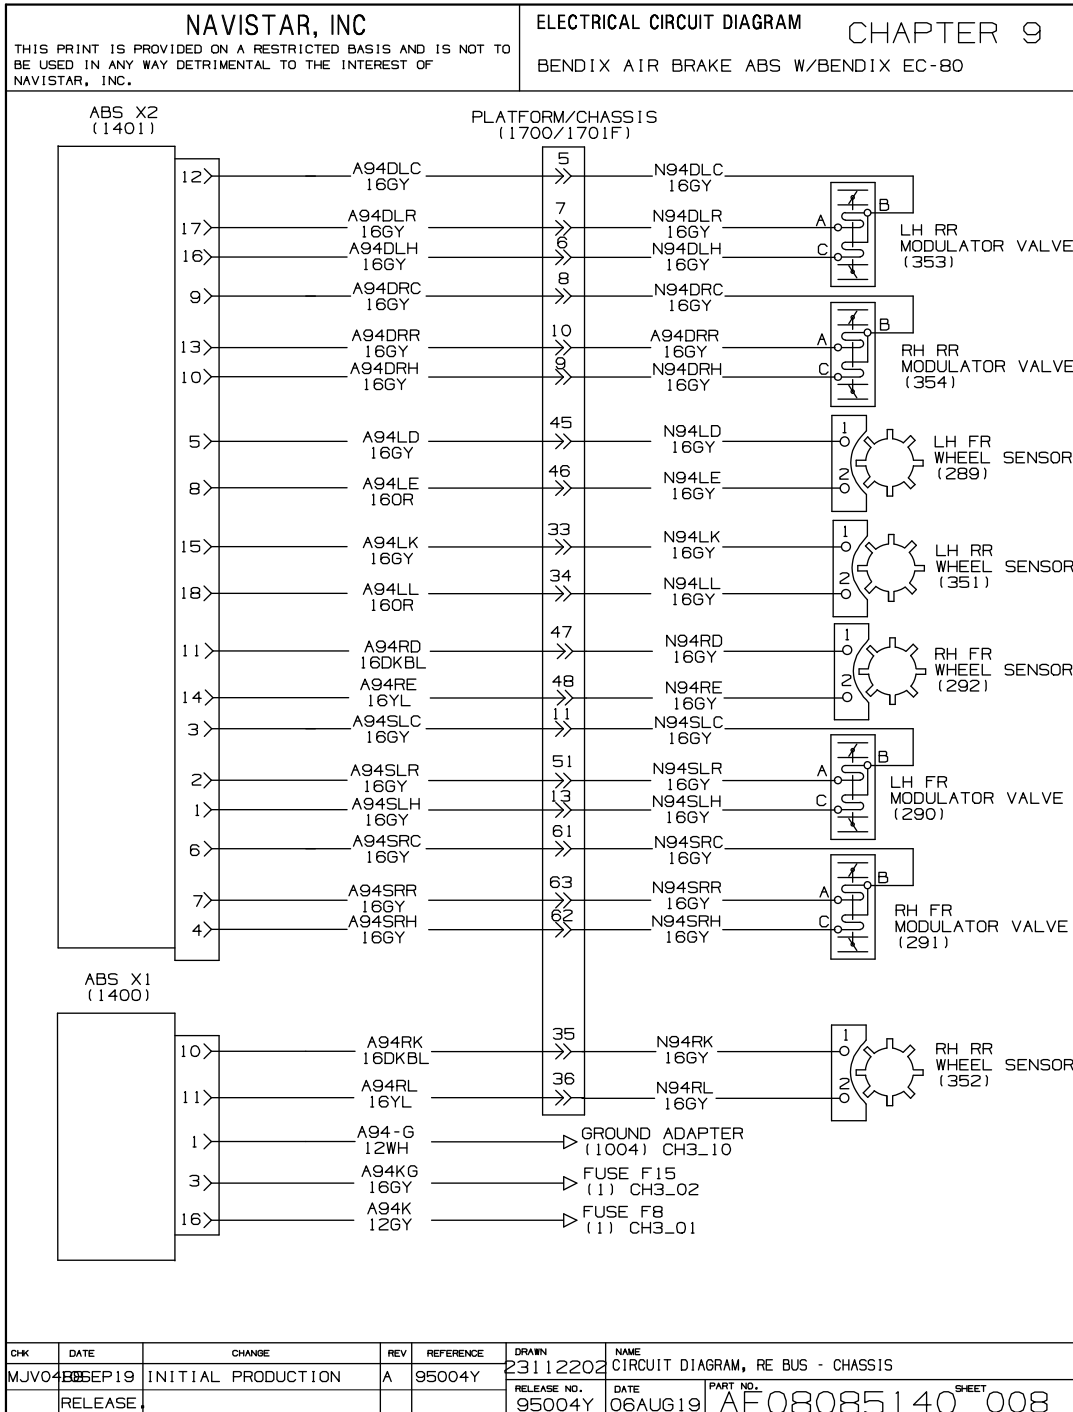 NAVISTAR, INC
THIS PRINT IS PROVIDED ON A RESTRICTED BASIS AND IS NOT TO
BE USED IN ANY WAY DETRIMENTAL TO THE INTEREST OF
NAVISTAR, INC.
ELECTRICAL CIRCUIT DIAGRAM CHAPTER 9
BENDIX AIR BRAKE ABS W/BENDIX EC-80
ABS X2
(1401)
PLATFORM/CHASSIS
(1700/1701F)
12 A94DLC 5 N94DLC
16GY 16GY
B
17 A94DLR 7 N94DLR A
16GY 16GY
16 A94DLH 6 N94DLH C
16GY 16GY
LH RR
MODULATOR VALVE
(353)
9 A94DRC 8 N94DRC
16GY 16GY
B
13 A94DRR 10 A94DRR A
16GY 16GY
10 A94DRH 9 N94DRH C
16GY 16GY
RH RR
MODULATOR VALVE
(354)
5 A94LD 45 N94LD 1
16GY 16GY
8 A94LE 46 N94LE 2
16OR 16GY
LH FR
WHEEL SENSOR
(289)
15 A94LK 33 N94LK 1
16GY 16GY
18 A94LL 34 N94LL 2
16OR 16GY
LH RR
WHEEL SENSOR
(351)
11 A94RD 47 N94RD 1
16DKBL 16GY
14 A94RE 48 N94RE 2
16YL 16GY
RH FR
WHEEL SENSOR
(292)
3 A94SLC 11 N94SLC
16GY 16GY
B
2 A94SLR 51 N94SLR A
16GY 16GY
1 A94SLH 13 N94SLH C
16GY 16GY
LH FR
MODULATOR VALVE
(290)
6 A94SRC 61 N94SRC
16GY 16GY
B
7 A94SRR 63 N94SRR A
16GY 16GY
4 A94SRH 62 N94SRH C
16GY 16GY
RH FR
MODULATOR VALVE
(291)
ABS X1
(1400)
10 A94RK 35 N94RK 1
16DKBL 16GY
11 A94RL 36 N94RL 2
16YL 16GY
RH RR
WHEEL SENSOR
(352)
1 A94-G GROUND ADAPTER
12WH (1004) CH3_10
3 A94KG FUSE F15
16GY (1) CH3_02
16 A94K FUSE F8
12GY (1) CH3_01
CHK DATE CHANGE REV REFERENCE DRAWN NAME
INITIAL PRODUCTION A 95004Y 23112202 CIRCUIT DIAGRAM, RE BUS - CHASSIS
RELEASE. RELEASE NO. DATE PART NO. SHEET
95004Y 06AUG19 AF08085140 008